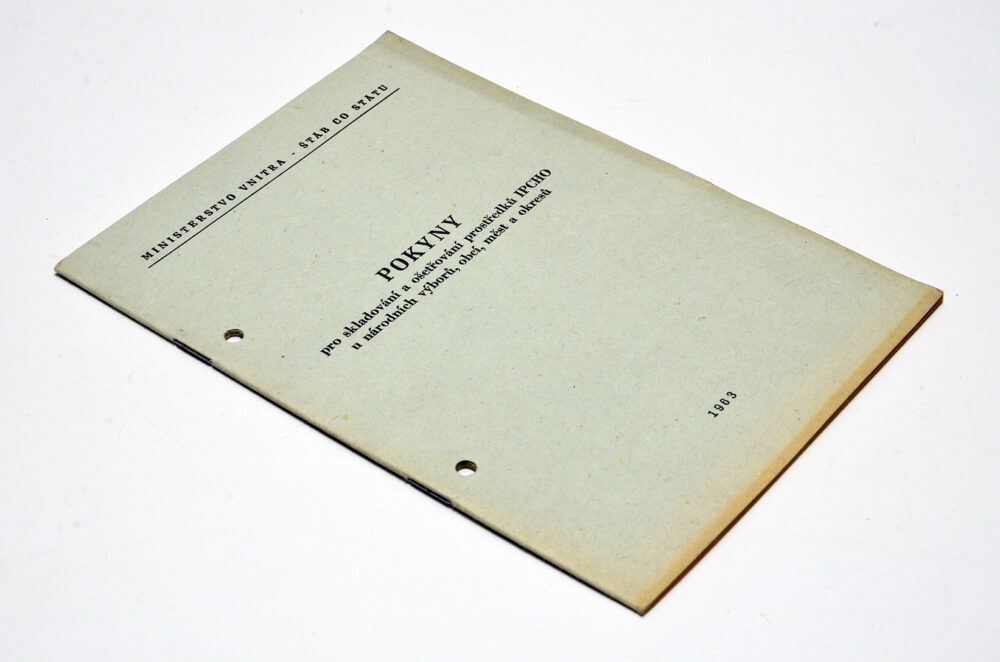 MINISTERSTVO VNITRA - ŠTÁB CO STÁTU
POKYNY
pro skladování a ošetřování prostředků IPCHO
u národních výborů, obcí, měst a okresů
1963